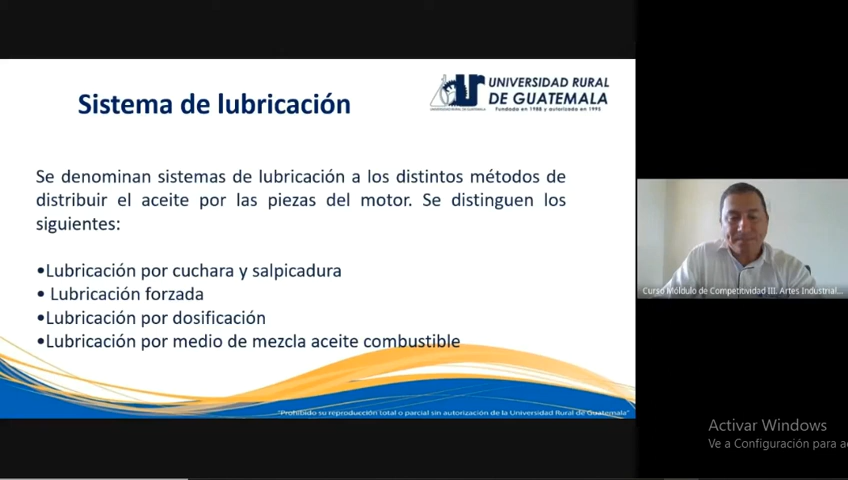 Sistema de lubricación
UNIVERSIDAD RURAL
DE GUATEMALA
Fundada en 1988 y autorizada en 1995
Se denominan sistemas de lubricación a los distintos métodos de
distribuir el aceite por las piezas del motor. Se distinguen los
siguientes:
•Lubricación por cuchara y salpicadura
• Lubricación forzada
•Lubricación por dosificación
•Lubricación por medio de mezcla aceite combustible
"Prohibido su reproducción total o parcial sin autorización de la Universidad Rural de Guatemala"
Curso Móldulo de Competitividad III. Artes Industrial...
Activar Windows
Ve a Configuración para a